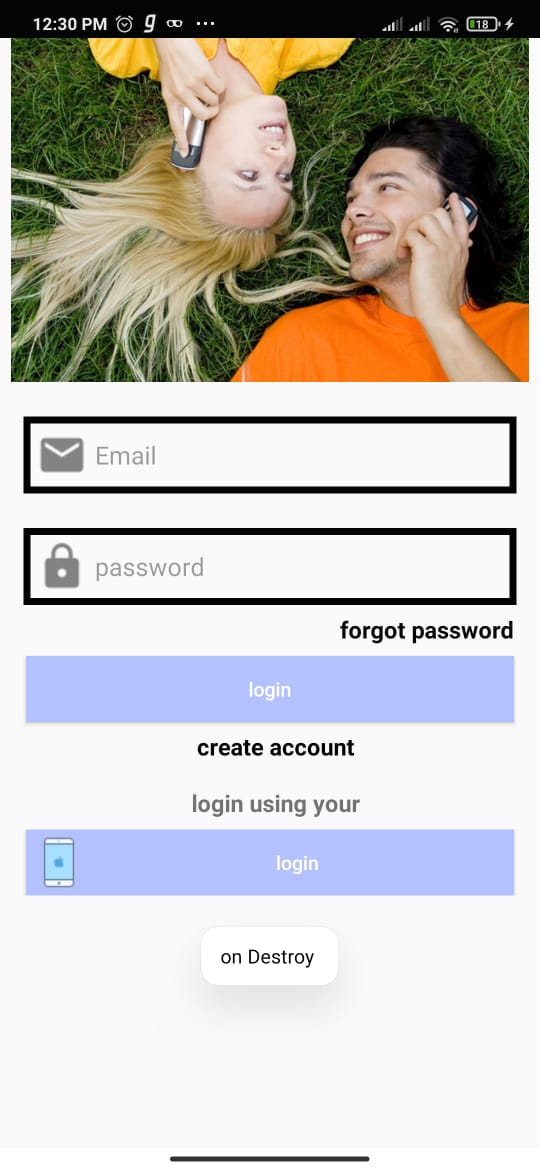 12:30 PM
18
Email
password
forgot password
login
create account
login using your
login
on Destroy